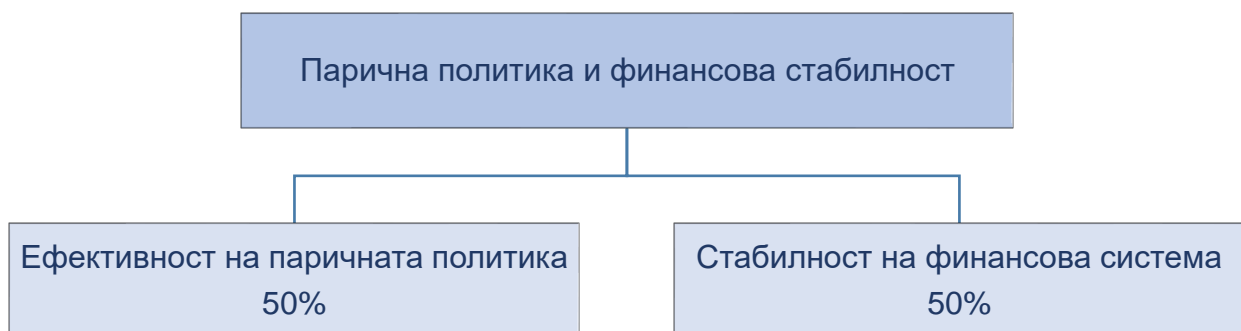 Парична политика и финансова стабилност
Ефективност на паричната политика
50%
Стабилност на финансова система
50%